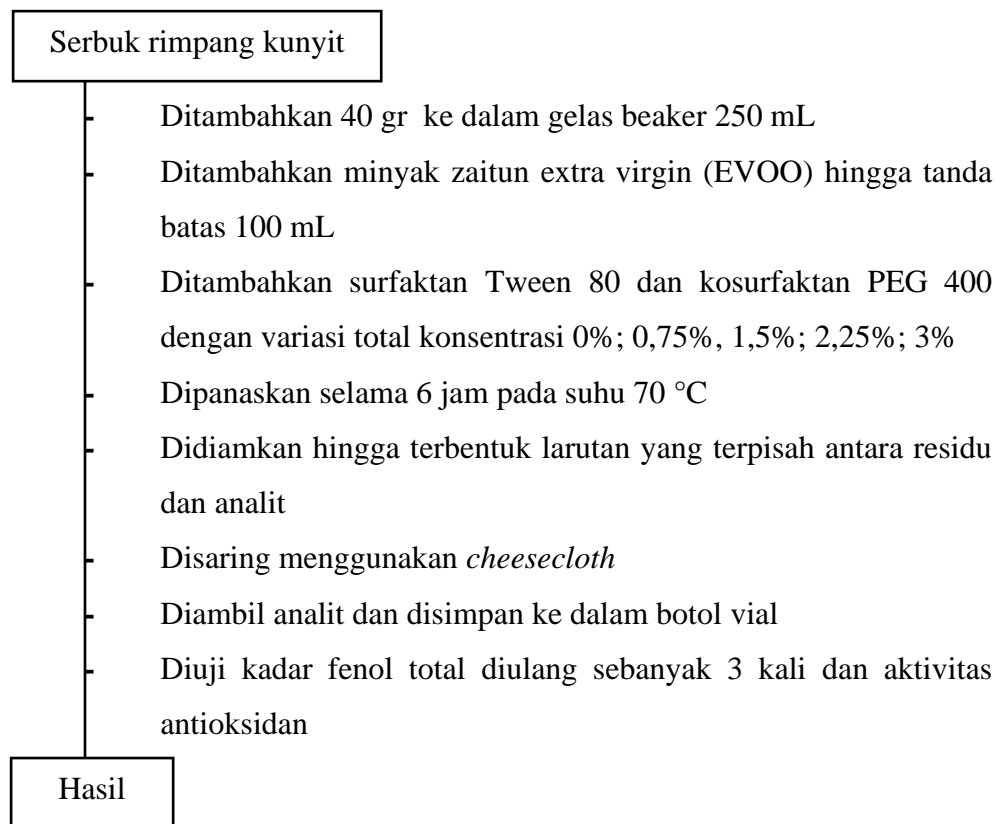 Serbuk rimpang kunyit
- Ditambahkan 40 gr ke dalam gelas beaker 250 mL
- Ditambahkan minyak zaitun extra virgin (EVOO) hingga tanda
batas 100 mL
- Ditambahkan surfaktan Tween 80 dan kosurfaktan PEG 400
dengan variasi total konsentrasi 0%; 0,75%, 1,5%; 2,25%; 3%
- Dipanaskan selama 6 jam pada suhu 70 °C
- Didiamkan hingga terbentuk larutan yang terpisah antara residu
dan analit
- Disaring menggunakan cheesecloth
- Diambil analit dan disimpan ke dalam botol vial
- Diuji kadar fenol total diulang sebanyak 3 kali dan aktivitas
antioksidan
Hasil